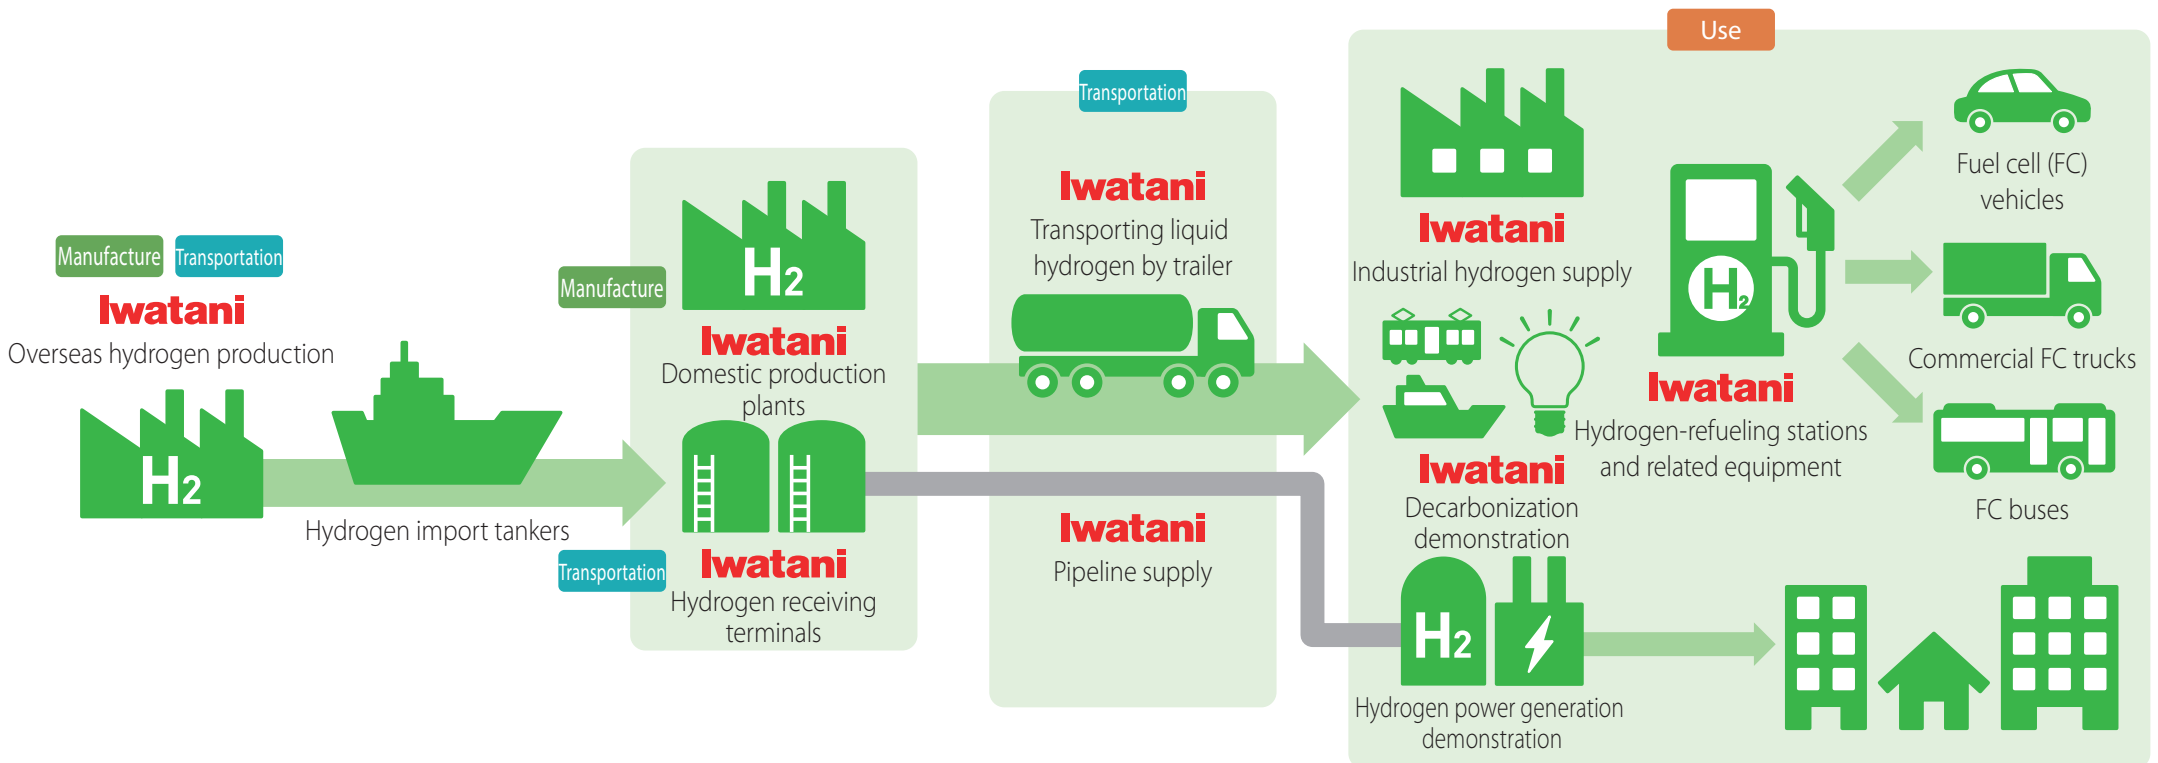 Manufacture
Transportation
Iwatani
Overseas hydrogen production
H2
Hydrogen import tankers
Manufacture
H2
Iwatani
Domestic production
plants
Transportation
Iwatani
Hydrogen receiving
terminals
Transportation
Iwatani
Transporting liquid
hydrogen by trailer
Iwatani
Pipeline supply
Use
Iwatani
Industrial hydrogen supply
Iwatani
Decarbonization
demonstration
H2
Iwatani
Hydrogen-refueling stations
and related equipment
Fuel cell (FC)
vehicles
Commercial FC trucks
FC buses
H2
Hydrogen power generation
demonstration